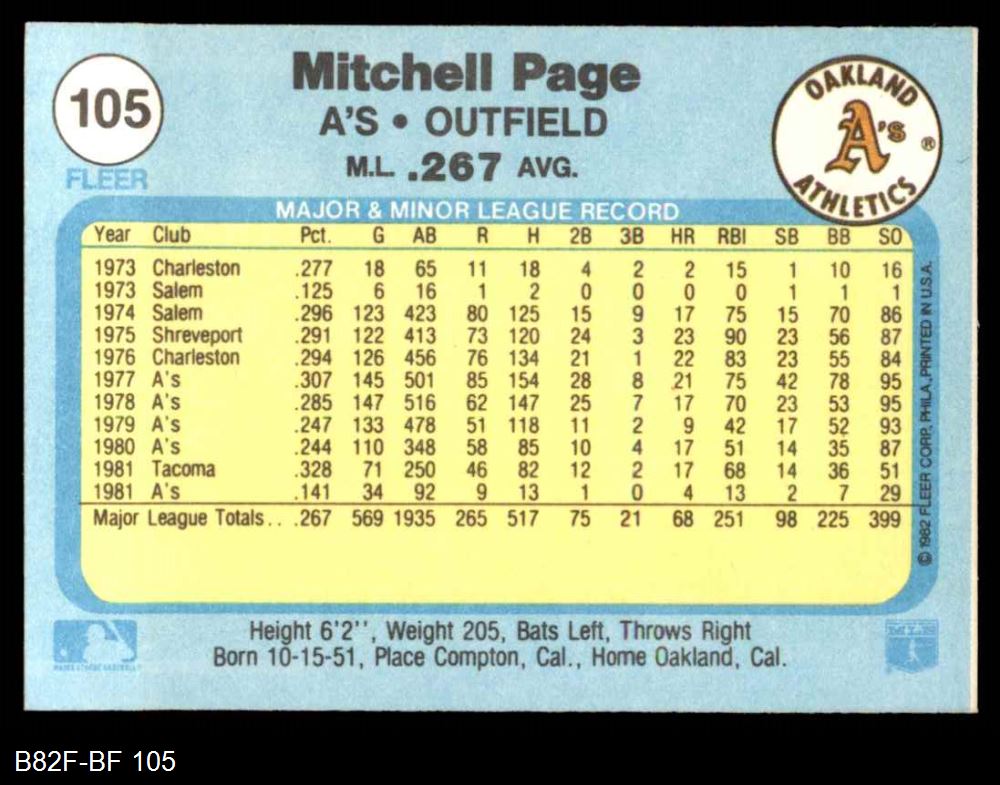 105
FLEER
Mitchell Page
A'S • OUTFIELD
M.L. .267 AVG.
OAKLAND
A's ®
ATHLETICS
MAJOR & MINOR LEAGUE RECORD
Year Club Pct. G AB R H 2B 3B HR RBI SB BB SO
1973 Charleston .277 18 65 11 18 4 2 2 15 1 10 16
1973 Salem .125 6 16 1 2 0 0 0 0 1 1 1
1974 Salem .296 123 423 80 125 15 9 17 75 15 70 86
1975 Shreveport .291 122 413 73 120 24 3 23 90 23 56 87
1976 Charleston .294 126 456 76 134 21 1 22 83 23 55 84
1977 A's .307 145 501 85 154 28 8 21 75 42 78 95
1978 A's .285 147 516 62 147 25 7 17 70 23 53 95
1979 A's .247 133 478 51 118 11 2 9 42 17 52 93
1980 A's .244 110 348 58 85 10 4 17 51 14 35 87
1981 Tacoma .328 71 250 46 82 12 2 17 68 14 36 51
1981 A's .141 34 92 9 13 1 0 4 13 2 7 29
Major League Totals . . .267 569 1935 265 517 75 21 68 251 98 225 399
© 1982 FLEER CORP. PHILA., PRINTED IN U.S.A.
Height 6'2'', Weight 205, Bats Left, Throws Right
Born 10-15-51, Place Compton, Cal., Home Oakland, Cal.
B82F-BF 105